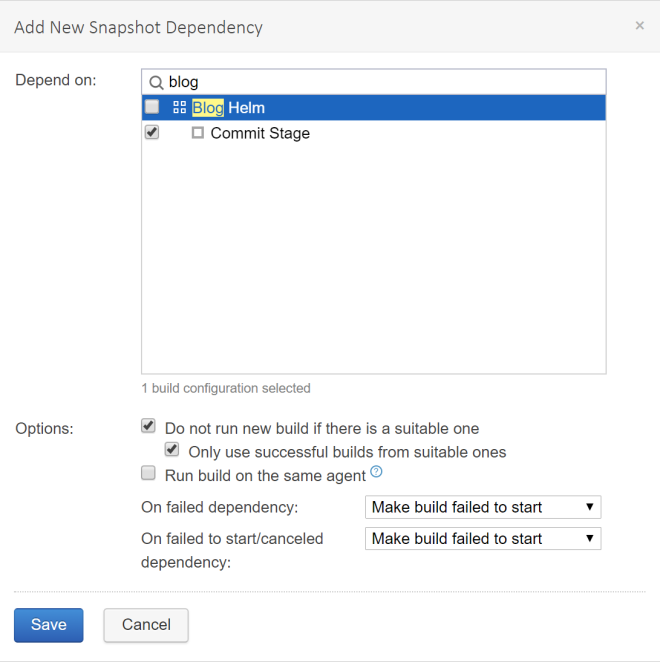 Add New Snapshot Dependency
×
Depend on:
blog
Blog Helm
Commit Stage
1 build configuration selected
Options:
Do not run new build if there is a suitable one
Only use successful builds from suitable ones
Run build on the same agent ?
On failed dependency:
Make build failed to start
On failed to start/canceled
dependency:
Make build failed to start
Save
Cancel